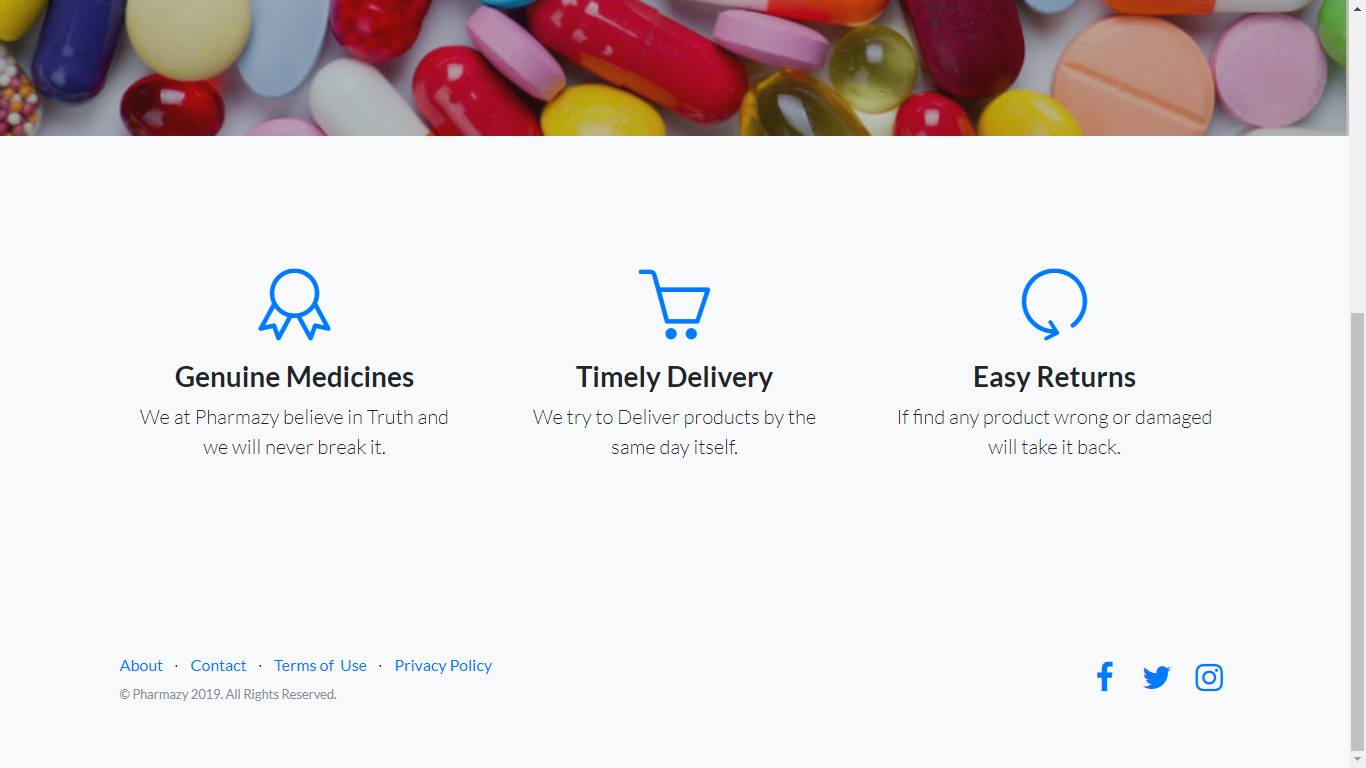 Genuine Medicines
We at Pharmazy believe in Truth and
we will never break it.
Timely Delivery
We try to Deliver products by the
same day itself.
Easy Returns
If find any product wrong or damaged
will take it back.
About · Contact · Terms of Use · Privacy Policy
© Pharmazy 2019. All Rights Reserved.